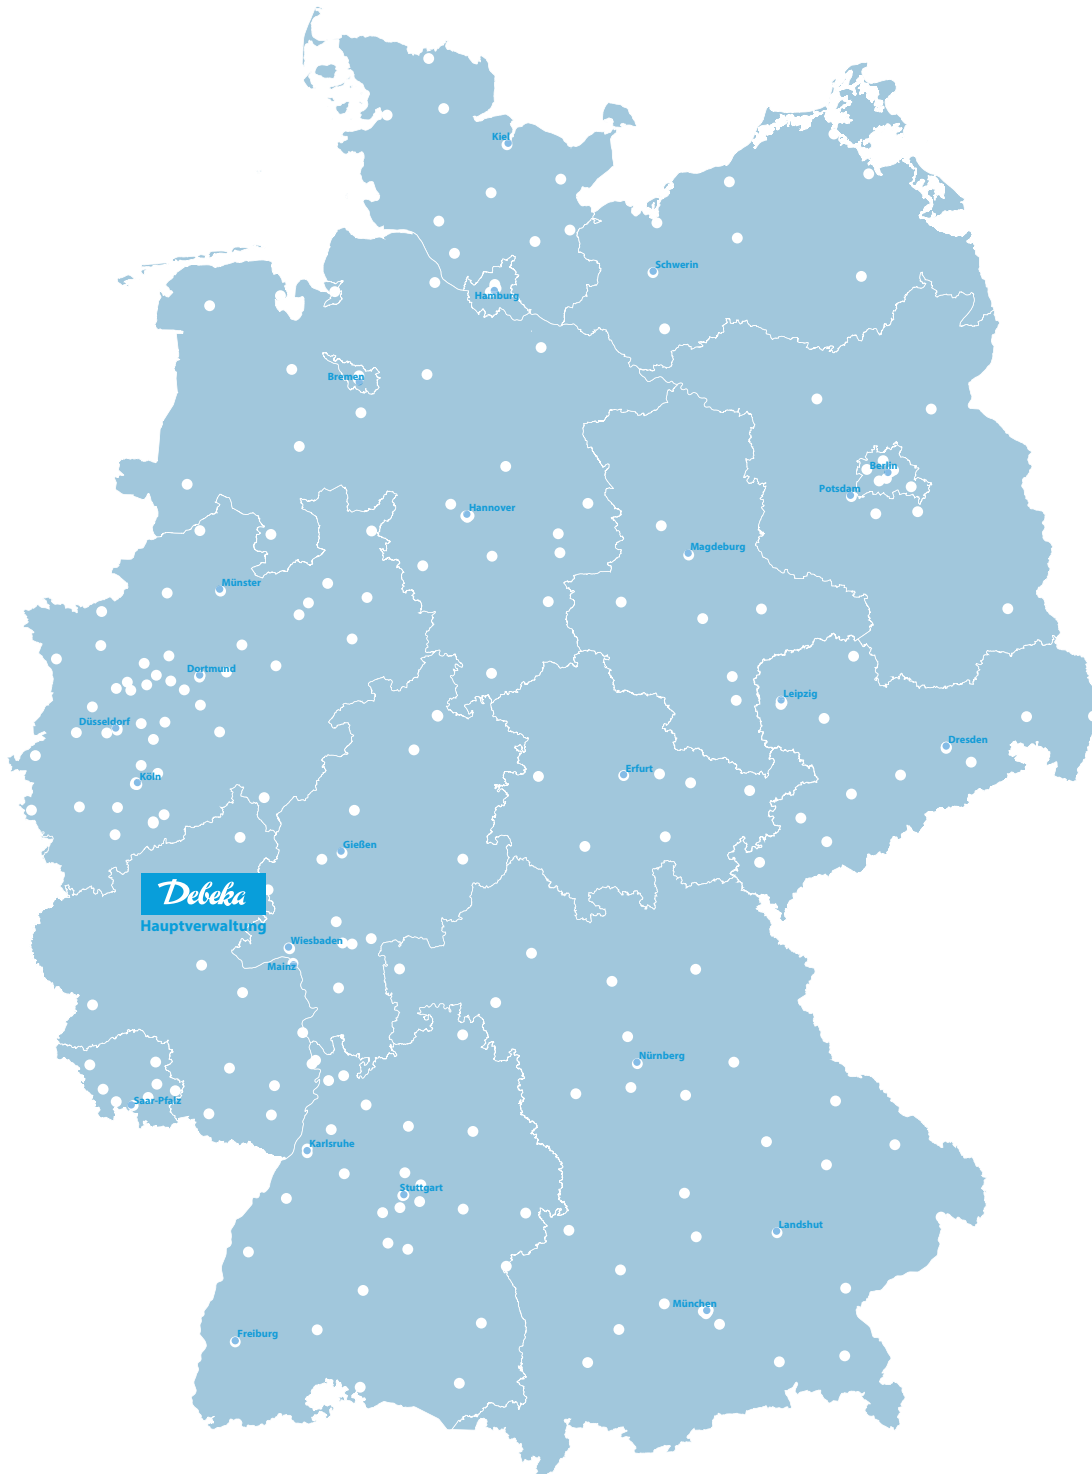 Kiel
Schwerin
Hamburg
Bremen
Berlin
Potsdam
Hannover
Magdeburg
Münster
Dortmund
Leipzig
Düsseldorf
Dresden
Erfurt
Köln
Gießen
Debeka
Hauptverwaltung
Wiesbaden
Mainz
Nürnberg
Saar-Pfalz
Karlsruhe
Stuttgart
Landshut
München
Freiburg